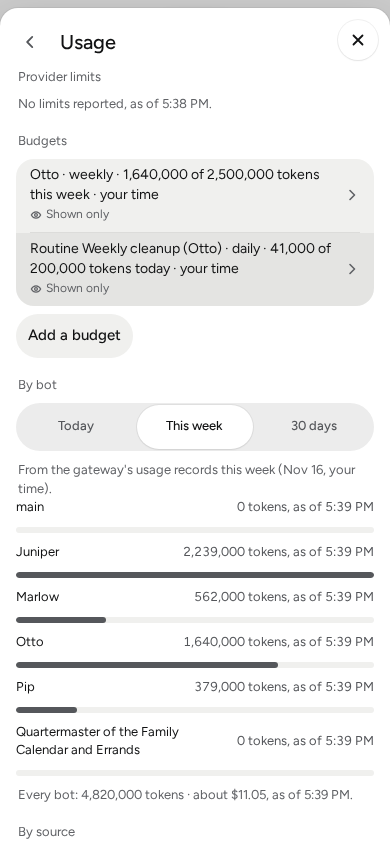 Usage
Provider limits
No limits reported, as of 5:38 PM.
Budgets
Otto · weekly · 1,640,000 of 2,500,000 tokens
this week · your time
Shown only
Routine Weekly cleanup (Otto) · daily · 41,000 of
200,000 tokens today · your time
Shown only
Add a budget
By bot
Today
This week
30 days
From the gateway's usage records this week (Nov 16, your
time).
main
0 tokens, as of 5:39 PM
Juniper
2,239,000 tokens, as of 5:39 PM
Marlow
562,000 tokens, as of 5:39 PM
Otto
1,640,000 tokens, as of 5:39 PM
Pip
379,000 tokens, as of 5:39 PM
Quartermaster of the Family
Calendar and Errands
0 tokens, as of 5:39 PM
Every bot: 4,820,000 tokens · about $11.05, as of 5:39 PM.
By source